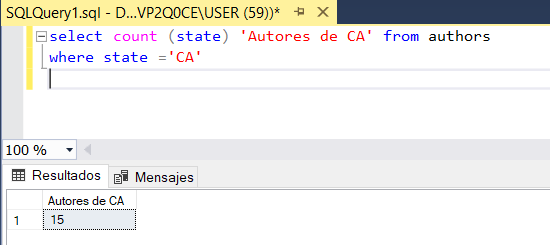 SQLQuery1.sql - D...VP2Q0CE\USER (59))*
select count (state) 'Autores de CA' from authors
where state ='CA'
100 %
Resultados Mensajes
Autores de CA
1 15